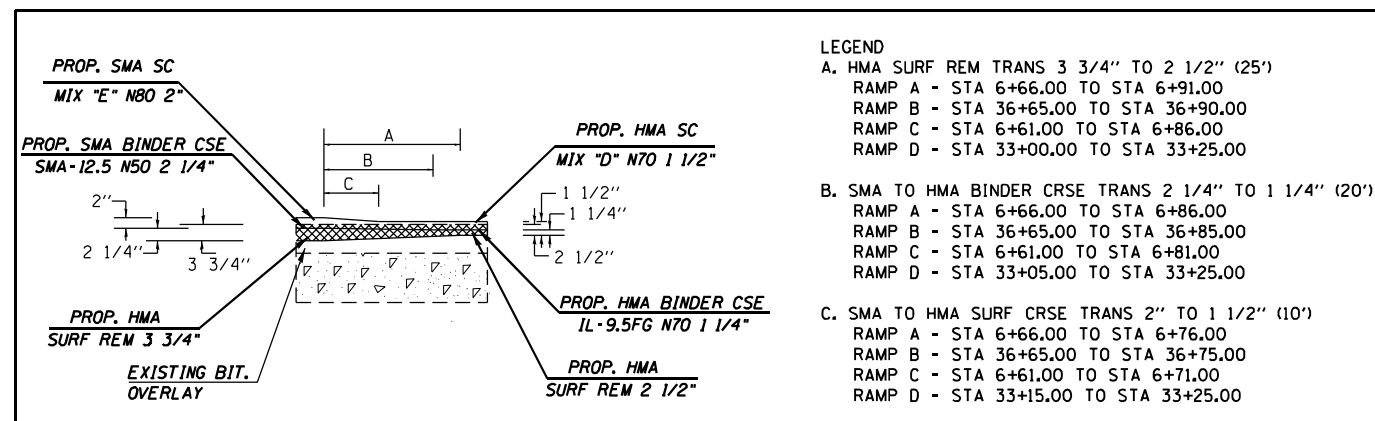 PROP. SMA SC
MIX "E" N80 2"
PROP. SMA BINDER CSE
SMA-12.5 N50 2 1/4"
2"
2 1/4"
3 3/4"
PROP. HMA
SURF REM 3 3/4"
EXISTING BIT.
OVERLAY
A
B
C
PROP. HMA SC
MIX "D" N70 1 1/2"
1 1/2"
1 1/4"
2 1/2"
PROP. HMA BINDER CSE
IL-9.5FG N70 1 1/4"
PROP. HMA
SURF REM 2 1/2"
LEGEND
A. HMA SURF REM TRANS 3 3/4" TO 2 1/2" (25')
RAMP A - STA 6+66.00 TO STA 6+91.00
RAMP B - STA 36+65.00 TO STA 36+90.00
RAMP C - STA 6+61.00 TO STA 6+86.00
RAMP D - STA 33+00.00 TO STA 33+25.00
B. SMA TO HMA BINDER CRSE TRANS 2 1/4" TO 1 1/4" (20')
RAMP A - STA 6+66.00 TO STA 6+86.00
RAMP B - STA 36+65.00 TO STA 36+85.00
RAMP C - STA 6+61.00 TO STA 6+81.00
RAMP D - STA 33+05.00 TO STA 33+25.00
C. SMA TO HMA SURF CRSE TRANS 2" TO 1 1/2" (10')
RAMP A - STA 6+66.00 TO STA 6+76.00
RAMP B - STA 36+65.00 TO STA 36+75.00
RAMP C - STA 6+61.00 TO STA 6+71.00
RAMP D - STA 33+15.00 TO STA 33+25.00